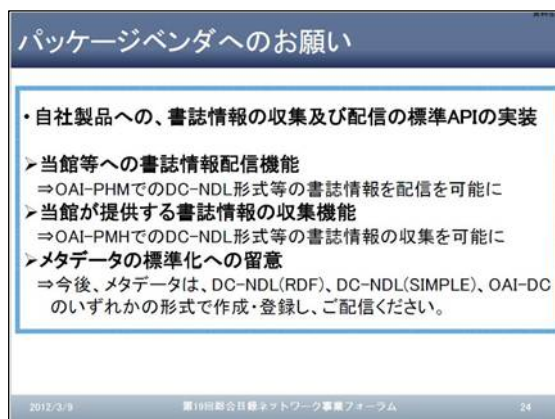 パッケージベンダへのお願い
・自社製品への、書誌情報の収集及び配信の標準APIの実装
➢当館等への書誌情報配信機能
⇒OAI-PHMでのDC-NDL形式等の書誌情報を配信を可能に
➢当館が提供する書誌情報の収集機能
⇒OAI-PMHでのDC-NDL形式等の書誌情報の収集を可能に
➢メタデータの標準化への留意
⇒今後、メタデータは、DC-NDL(RDF)、DC-NDL(SIMPLE)、OAI-DC
のいずれかの形式で作成・登録し、ご配信ください。
2012/3/9
第19回総合目録ネットワーク事業フォーラム
24